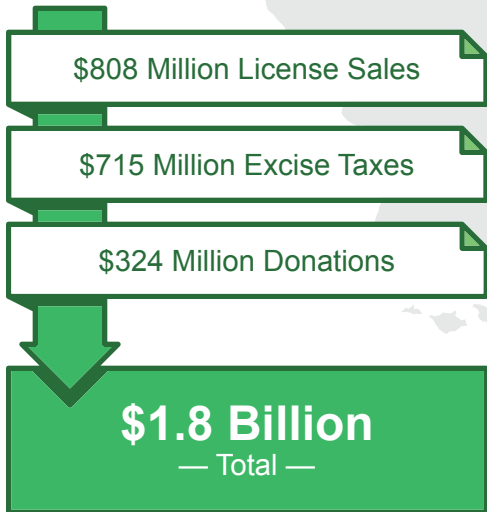 $808 Million License Sales
$715 Million Excise Taxes
$324 Million Donations
$1.8 Billion
— Total —